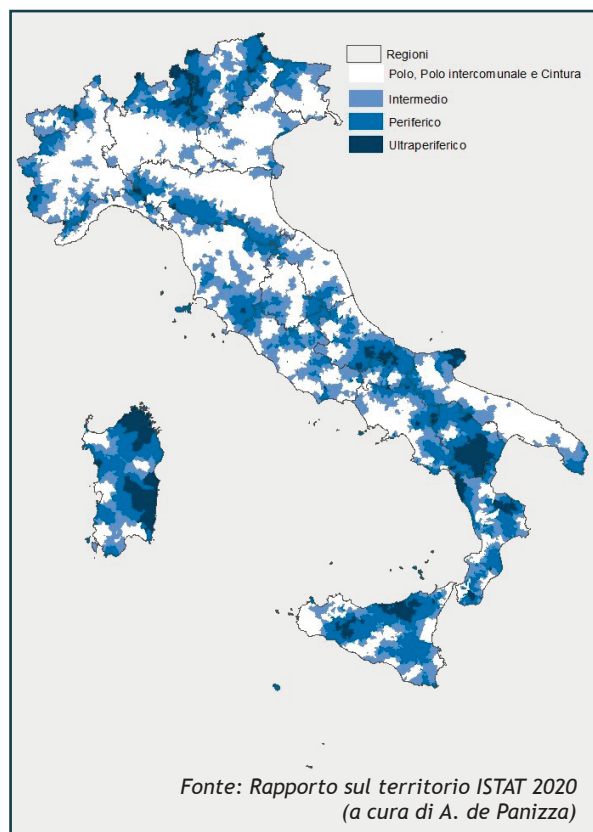 Regioni
Polo, Polo intercomunale e Cintura
Intermedio
Periferico
Ultraperiferico
Fonte: Rapporto sul territorio ISTAT 2020
(a cura di A. de Panizza)